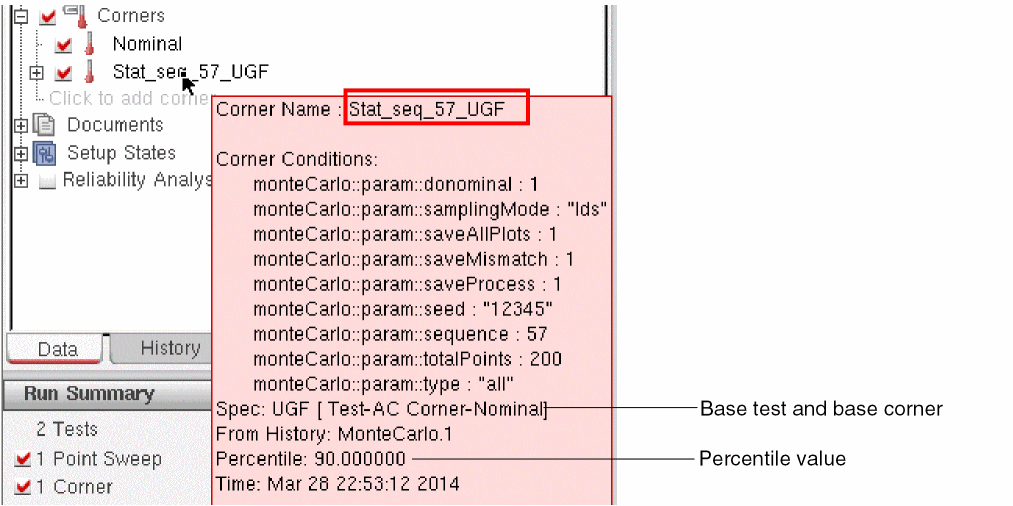 Corners
Nominal
Stat_seq_57_UGF
Click to add corne
Documents
Setup States
Reliability Analys
Corner Name : Stat_seq_57_UGF
Corner Conditions:
monteCarlo::param::donominal : 1
monteCarlo::param::samplingMode : "lds"
monteCarlo::param::saveAllPlots : 1
monteCarlo::param::saveMismatch : 1
monteCarlo::param::saveProcess : 1
monteCarlo::param::seed : "12345"
monteCarlo::param::sequence : 57
monteCarlo::param::totalPoints : 200
monteCarlo::param::type : "all"
Spec: UGF [ Test-AC Corner-Nominal]
From History: MonteCarlo.1
Percentile: 90.000000
Time: Mar 28 22:53:12 2014
Base test and base corner
Percentile value
Data
History
Run Summary
2 Tests
1 Point Sweep
1 Corner